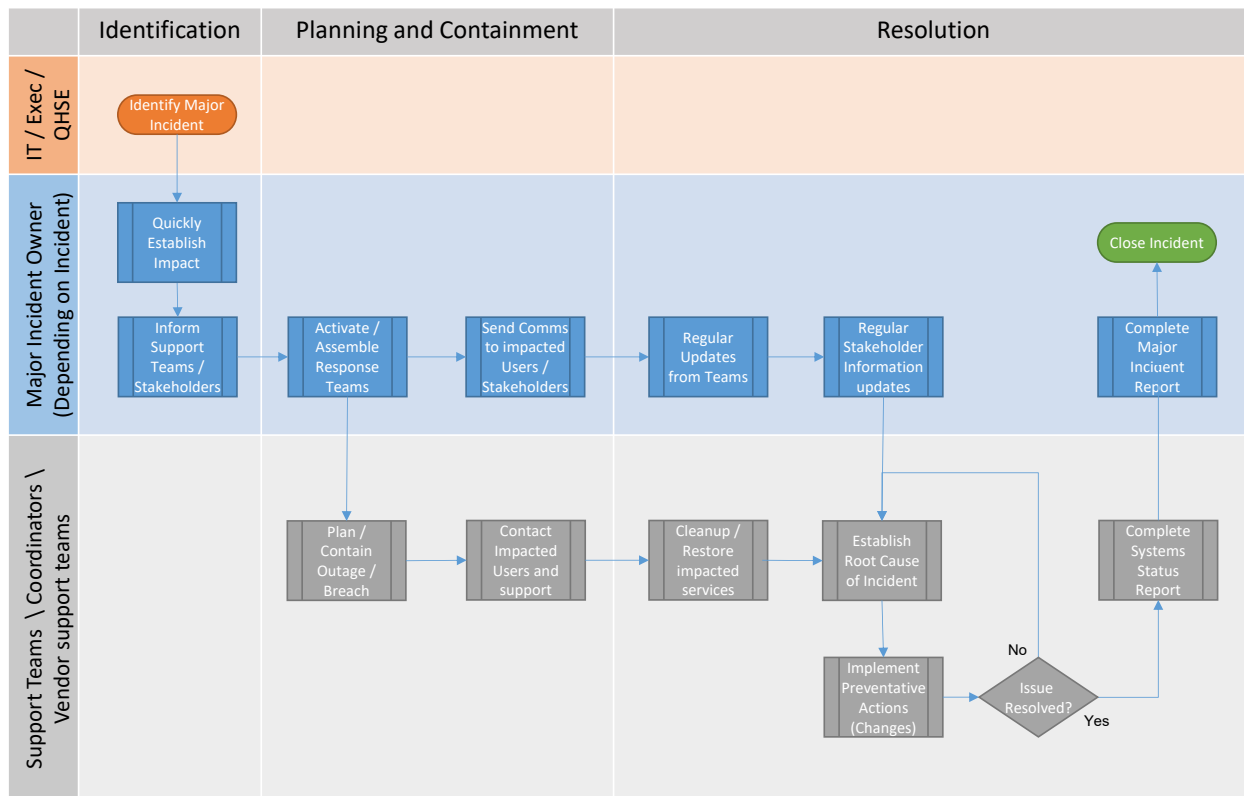 Identification
Planning and Containment
Resolution
IT / Exec /
QHSE
Identify Major
Incident
Major Incident Owner
(Depending on Incident)
Quickly
Establish
Impact
Close Incident
Inform
Support
Teams /
Stakeholders
Activate /
Assemble
Response
Teams
Send Comms
to impacted
Users /
Stakeholders
Regular
Updates
from Teams
Regular
Stakeholder
Information
updates
Complete
Major
Incident
Report
Support Teams \ Coordinators \
Vendor support teams
Plan /
Contain
Outage /
Breach
Contact
Impacted
Users and
support
Cleanup /
Restore
impacted
services
Establish
Root Cause
of Incident
Complete
Systems
Status
Report
Implement
Preventative
Actions
(Changes)
No
Issue
Resolved?
Yes